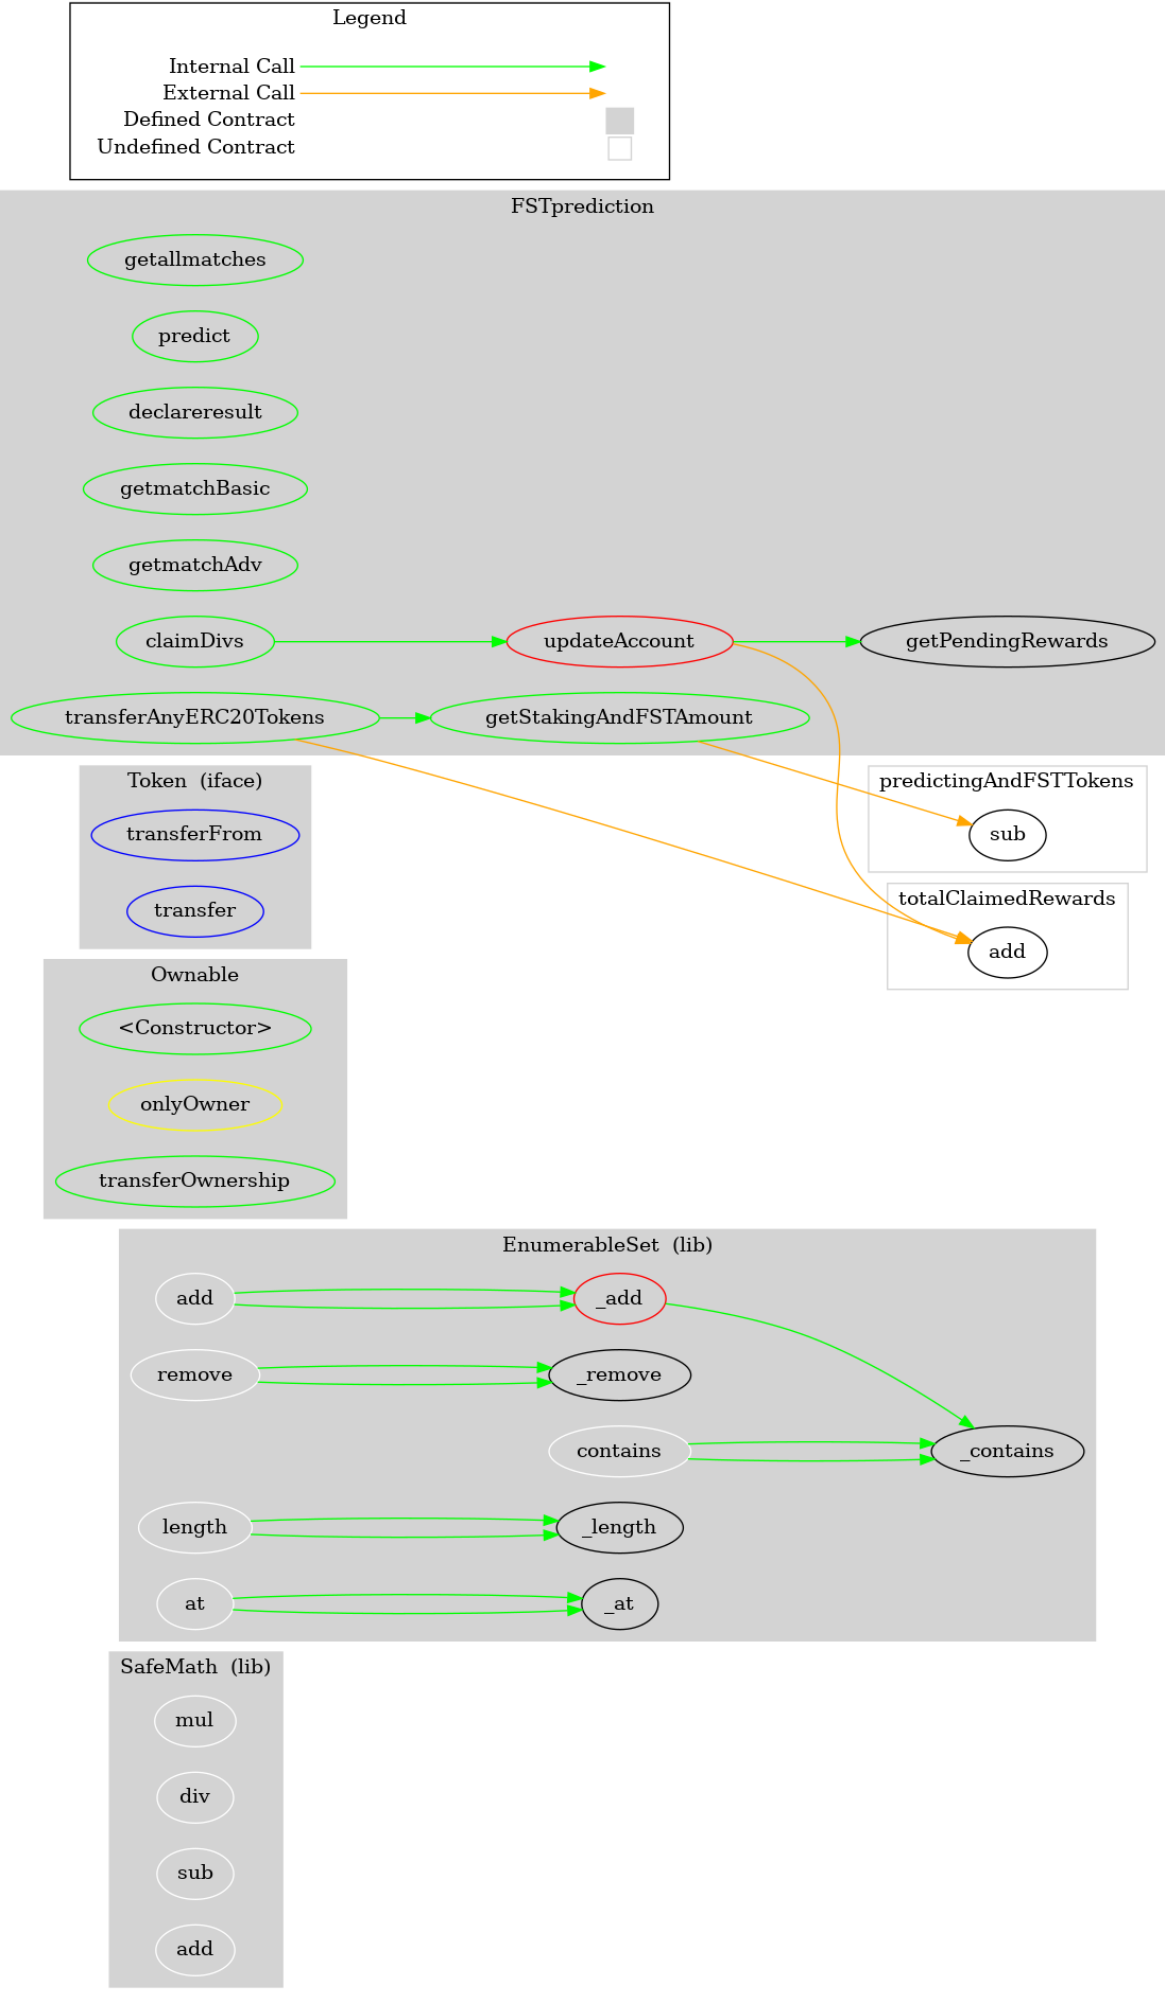 Legend
Internal Call
External Call
Defined Contract
Undefined Contract
FSTprediction
getallmatches
predict
declareresult
getmatchBasic
getmatchAdv
claimDivs
updateAccount
getPendingRewards
transferAnyERC20Tokens
getStakingAndFSTAmount
Token (iface)
transferFrom
transfer
predictingAndFSTTokens
sub
totalClaimedRewards
add
Ownable
<Constructor>
onlyOwner
transferOwnership
EnumerableSet (lib)
add
_add
remove
_remove
contains
_contains
length
_length
at
_at
SafeMath (lib)
mul
div
sub
add